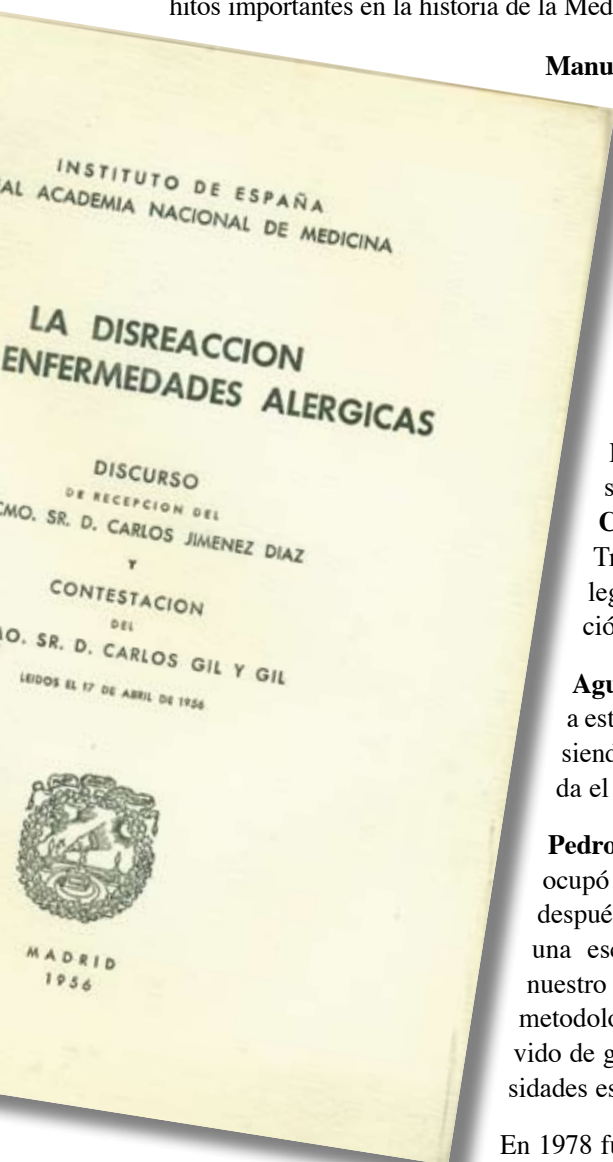 hitos importantes en la historia de la Med
Manu
INSTITUTO DE ESPAÑA
AL ACADEMIA NACIONAL DE MEDICINA
LA DISREACCION
ENFERMEDADES ALERGICAS
DISCURSO
DE RECEPCION DEL
CMO. SR. D. CARLOS JIMENEZ DIAZ
Y
CONTESTACION
DEL
MO. SR. D. CARLOS GIL Y GIL
LEIDOS EL 17 DE ABRIL DE 1956
MADRID
1956
s
C
Tr
leg
ció
Agu
a est
siend
da el
Pedro
ocupó
despué
una esc
nuestro
metodolo
vido de g
sidades es
En 1978 fu